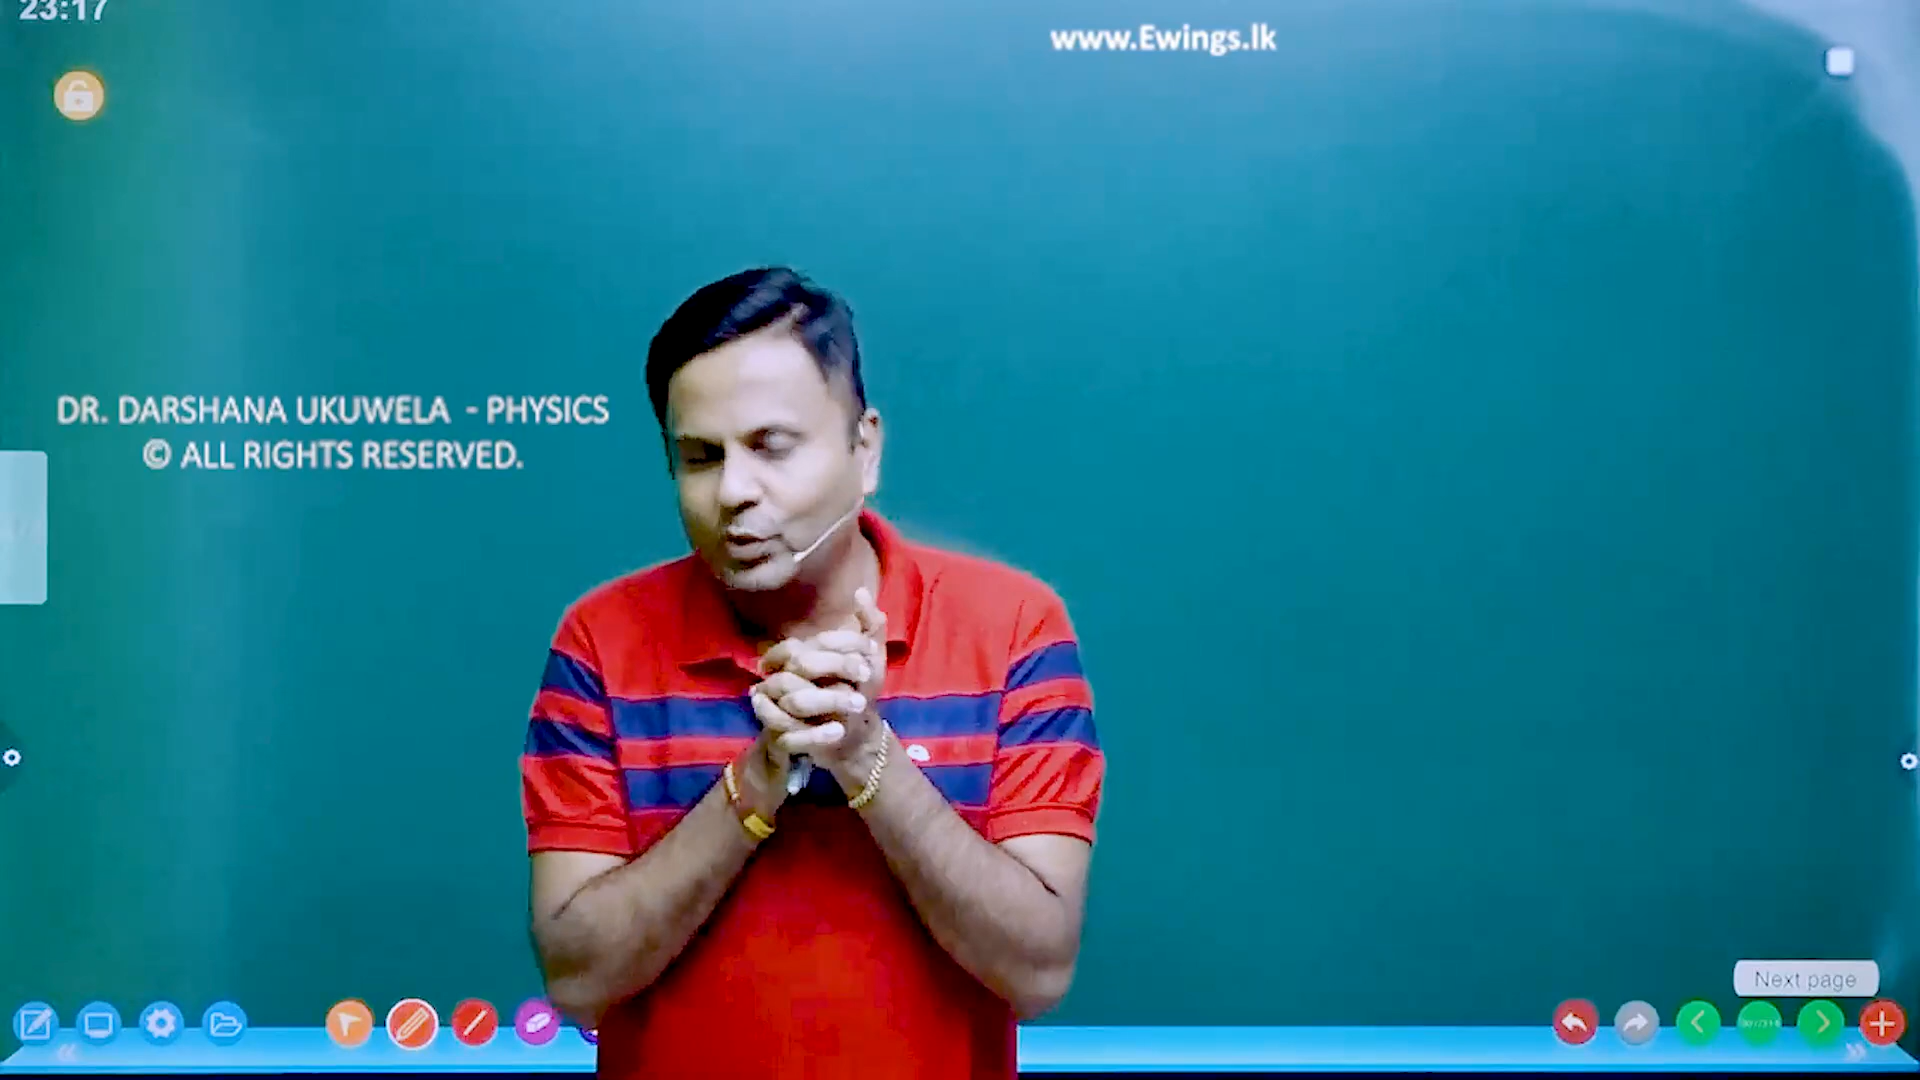 23:17
www.Ewings.lk
DR. DARSHANA UKUWELA - PHYSICS
© ALL RIGHTS RESERVED.
Next page